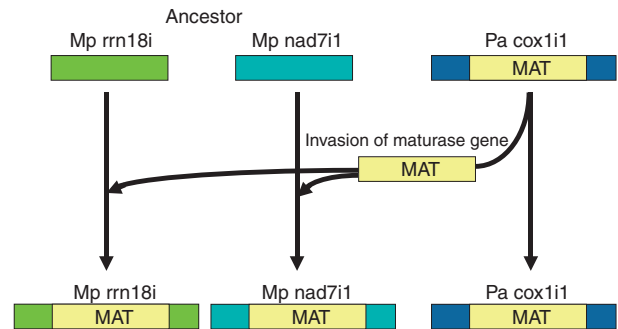 Ancestor
Mp rrn18i Mp nad7i1 Pa cox1i1
MAT
Invasion of maturase gene
MAT
Mp rrn18i Mp nad7i1 Pa cox1i1
MAT MAT MAT